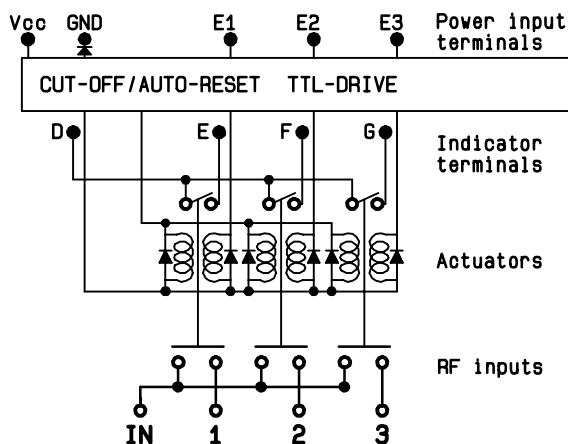 Vcc GND E1 E2 E3 Power input
terminals
CUT-OFF/AUTO-RESET TTL-DRIVE
D E F G Indicator
terminals
Actuators
RF inputs
IN 1 2 3